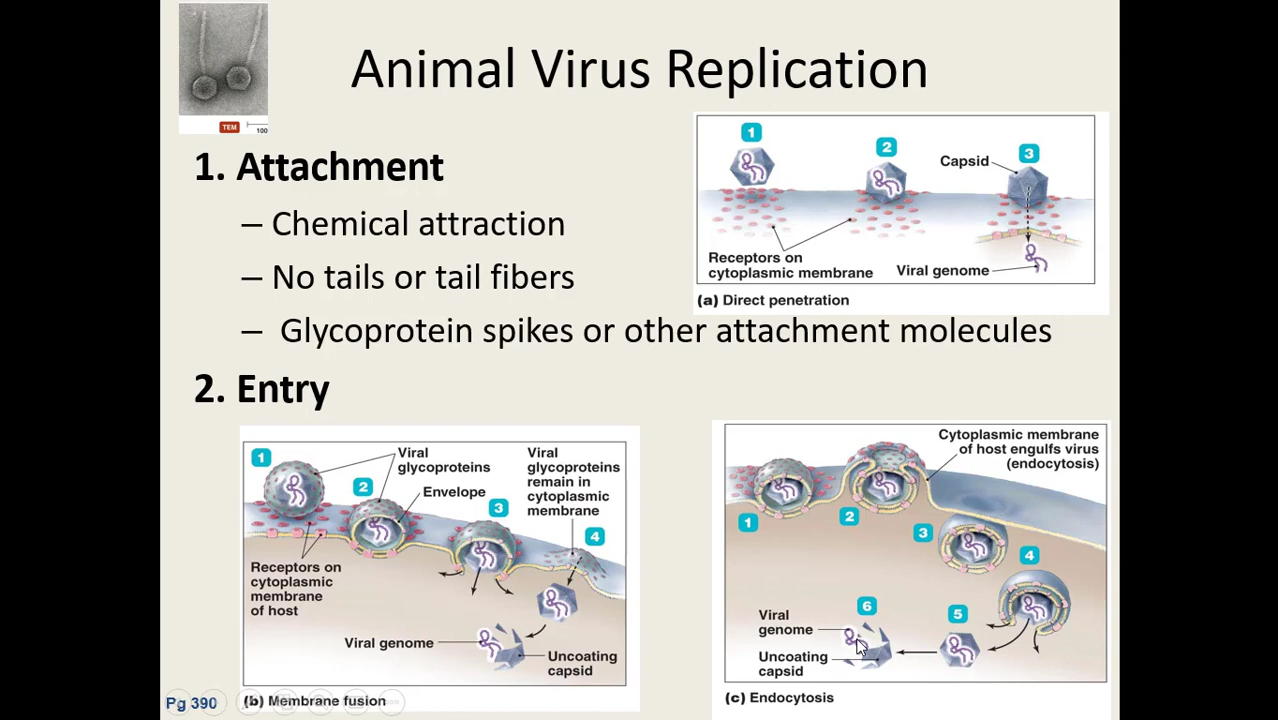 Animal Virus Replication
TEM 100
1. Attachment
– Chemical attraction
– No tails or tail fibers
– Glycoprotein spikes or other attachment molecules
2. Entry
1
2
3
Capsid
Receptors on
cytoplasmic membrane
Viral genome
(a) Direct penetration
1
Viral
glycoproteins
Viral
glycoproteins
remain in
cytoplasmic
membrane
2
Envelope
3
4
Receptors on
cytoplasmic
membrane
of host
Viral genome
Uncoating
capsid
(b) Membrane fusion
Cytoplasmic membrane
of host engulfs virus
(endocytosis)
1
2
3
4
5
6
Viral
genome
Uncoating
capsid
(c) Endocytosis
Pg 390